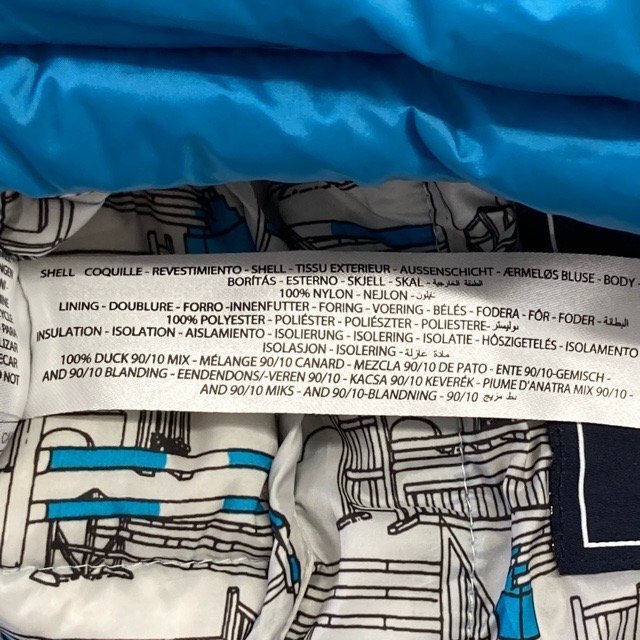 SHELL COQUILLE - REVESTIMIENTO - SHELL - TISSU EXTERIEUR - AUSSENSCHICHT - ÆRMELØS BLUSE - BODY -
BORÍTÁS - ESTERNO - SKJELL - SKAL - الطبقة الخارجية
100% NYLON - NEJLON - نيلون
LINING - DOUBLURE - FORRO - INNENFUTTER - FORING - VOERING - BÉLÉS - FODERA - FÔR - FODER - البطانة
100% POLYESTER - POLIÉSTER - POLIÉSZTER - POLIESTERE - بوليستر
INSULATION - ISOLATION - AISLAMIENTO - ISOLIERUNG - ISOLERING - ISOLATIE - HŐSZIGETELÉS - ISOLAMENTO
ISOLASJON - ISOLERING - مادة عازلة
100% DUCK 90/10 MIX - MÉLANGE 90/10 CANARD - MEZCLA 90/10 DE PATO - ENTE 90/10-GEMISCH -
AND 90/10 BLANDING - EENDENDONS/-VEREN 90/10 - KACSA 90/10 KEVERÉK - PIUME D'ANATRA MIX 90/10 -
AND 90/10 MIKS - AND 90/10-BLANDNING - 90/10 نط مزيج